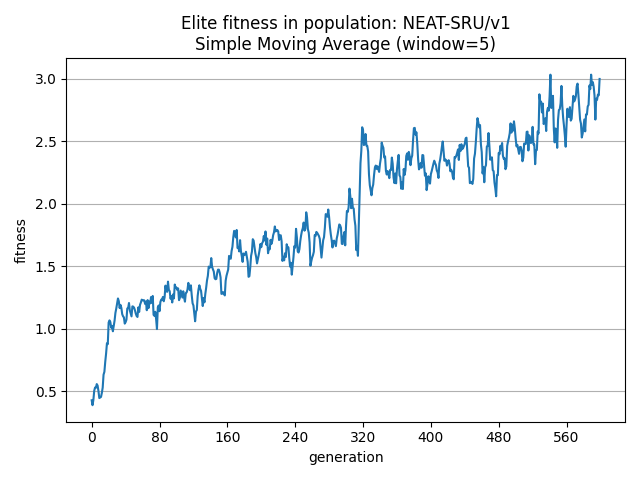 Elite fitness in population: NEAT-SRU/v1
Simple Moving Average (window=5)
fitness
3.0
2.5
2.0
1.5
1.0
0.5
0 80 160 240 320 400 480 560
generation